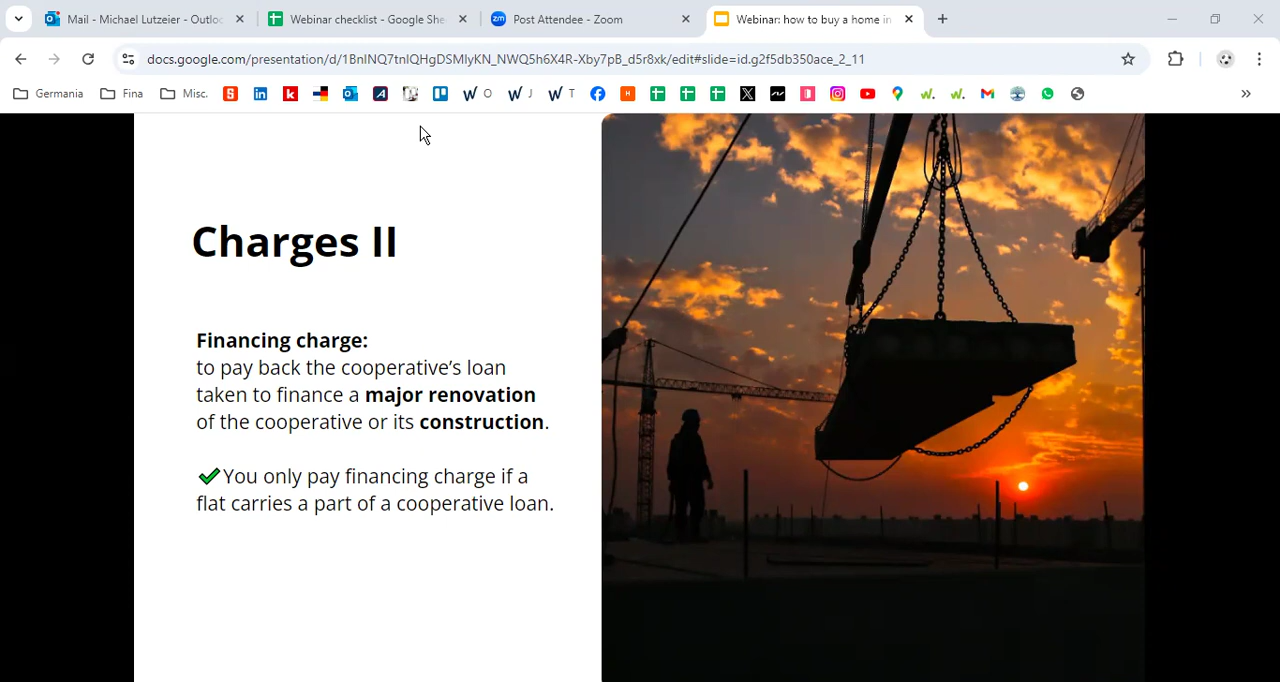 Mail - Michael Lutzeier - Outloo
Webinar checklist - Google She
zm
Post Attendee - Zoom
Webinar: how to buy a home in
docs.google.com/presentation/d/1BnINQ7tnIQHgDSMIyKN_NWQ5h6X4R-Xby7pB_d5r8xk/edit#slide=id.g2f5db350ace_2_11
Germania
Fina
Misc.
O
J
T
Charges II
Financing charge:
to pay back the cooperative’s loan
taken to finance a major renovation
of the cooperative or its construction.
You only pay financing charge if a
flat carries a part of a cooperative loan.